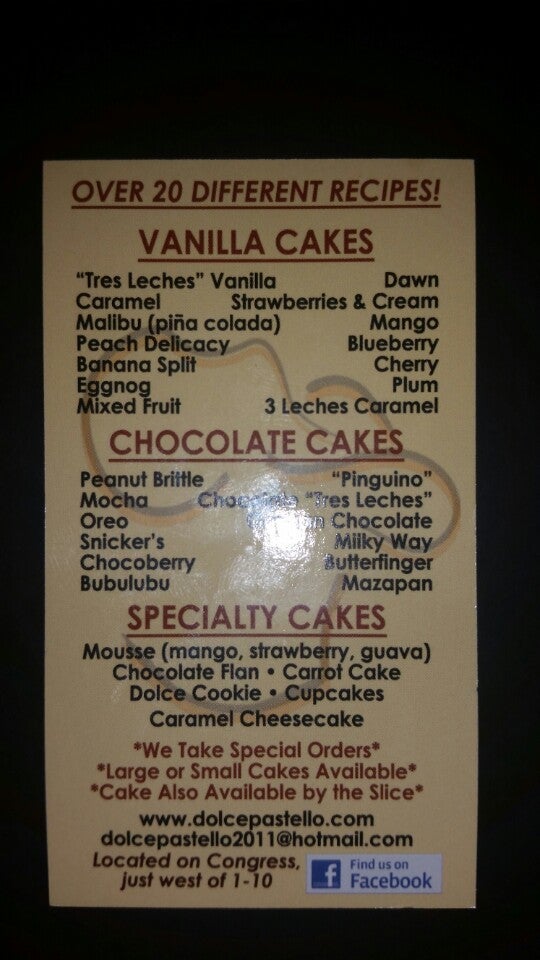 OVER 20 DIFFERENT RECIPES!
VANILLA CAKES
"Tres Leches" Vanilla Dawn
Caramel Strawberries & Cream
Malibu (piña colada) Mango
Peach Delicacy Blueberry
Banana Split Cherry
Eggnog Plum
Mixed Fruit 3 Leches Caramel
CHOCOLATE CAKES
Peanut Brittle "Pinguino"
Mocha Chocolate "Tres Leches"
Oreo Chocolate
Snicker's Milky Way
Chocoberry Butterfinger
Bubulubu Mazapan
SPECIALTY CAKES
Mousse (mango, strawberry, guava)
Chocolate Flan • Carrot Cake
Dolce Cookie • Cupcakes
Caramel Cheesecake
*We Take Special Orders*
*Large or Small Cakes Available*
*Cake Also Available by the Slice*
www.dolcepastello.com
dolcepastello2011@hotmail.com
Located on Congress,
just west of 1-10
f Find us on
Facebook